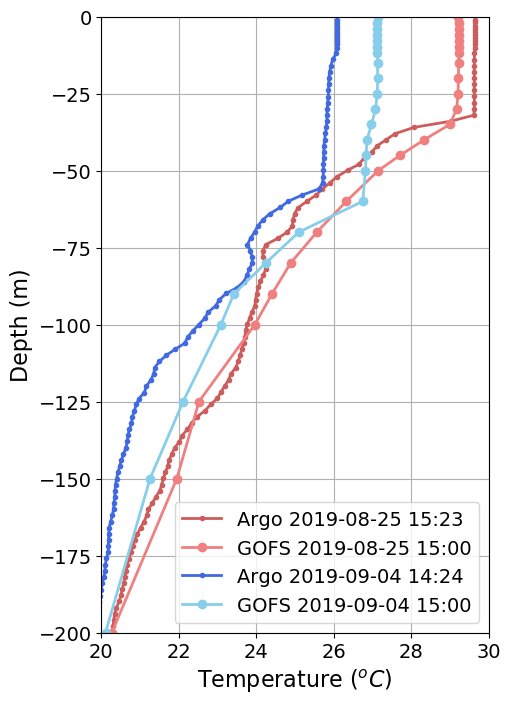 0
−25
−50
−75
−100
−125
−150
−175
−200
Depth (m)
Argo 2019-08-25 15:23
GOFS 2019-08-25 15:00
Argo 2019-09-04 14:24
GOFS 2019-09-04 15:00
20 22 24 26 28 30
Temperature (°C)